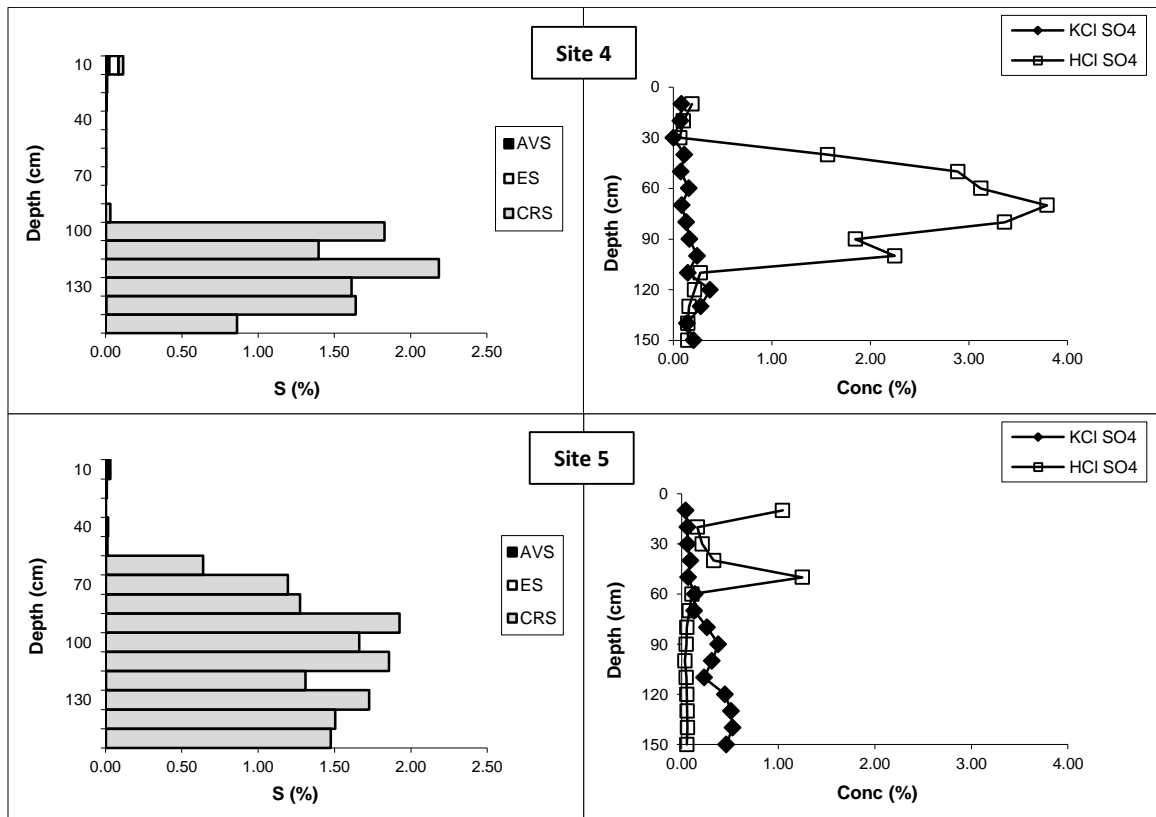 Site 4
Depth (cm)
10
40
70
100
130
0.00 0.50 1.00 1.50 2.00 2.50
S (%)
AVS
ES
CRS
KCl SO4
HCl SO4
Depth (cm)
0
30
60
90
120
150
0.00 1.00 2.00 3.00 4.00
Conc (%)
Site 5
Depth (cm)
10
40
70
100
130
0.00 0.50 1.00 1.50 2.00 2.50
S (%)
AVS
ES
CRS
KCl SO4
HCl SO4
Depth (cm)
0
30
60
90
120
150
0.00 1.00 2.00 3.00 4.00
Conc (%)